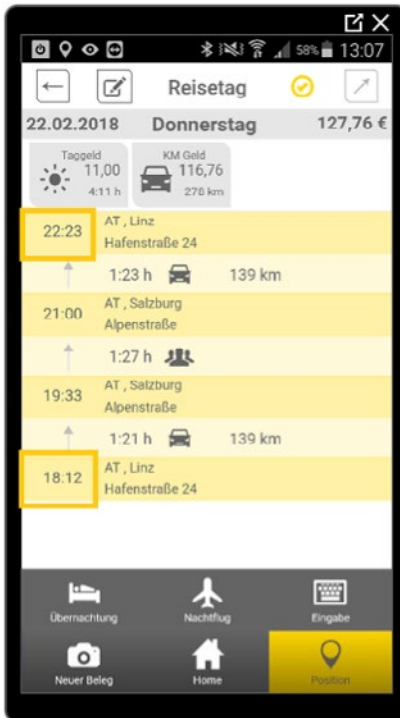 58% 13:07
Reisetag
22.02.2018 Donnerstag 127,76 €
Taggeld
11,00
4:11 h
KM Geld
116,76
278 km
22:23
AT , Linz
Hafenstraße 24
1:23 h 139 km
21:00
AT , Salzburg
Alpenstraße
1:27 h
19:33
AT , Salzburg
Alpenstraße
1:21 h 139 km
18:12
AT , Linz
Hafenstraße 24
Übernachtung Nachtflug Eingabe
Neuer Beleg Home Position